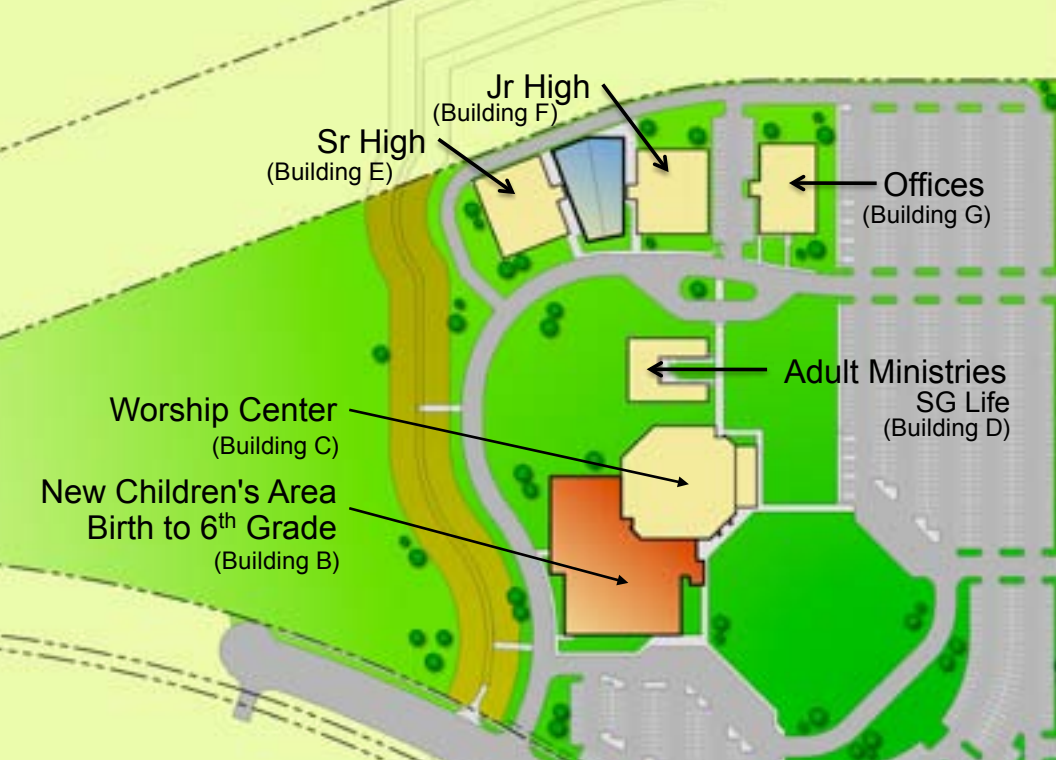 Jr High
(Building F)
Sr High
(Building E)
Offices
(Building G)
Adult Ministries
SG Life
(Building D)
Worship Center
(Building C)
New Children's Area
Birth to 6th Grade
(Building B)